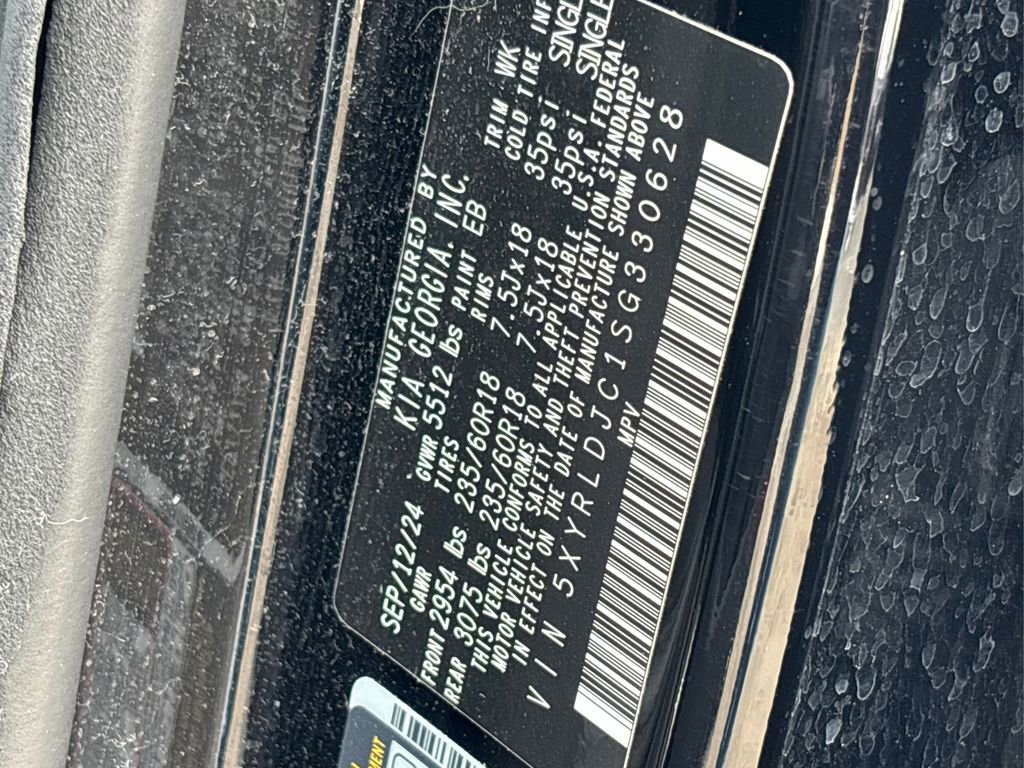 MANUFACTURED BY
SEP/12/24 KIA GEORGIA. INC.
GAWR GVWR 5512 lbs PAINT EB TRIM WK
TIRES RIMS COLD TIRE INF
FRONT 2954 lbs 235/60R18 7.5Jx18 35psi SINGL
REAR 3075 lbs 235/60R18 7.5Jx18 35psi SINGLE
THIS VEHICLE CONFORMS TO ALL APPLICABLE U.S.A. FEDERAL
MOTOR VEHICLE SAFETY AND THEFT PREVENTION STANDARDS
IN EFFECT ON THE DATE OF MANUFACTURE SHOWN ABOVE
VIN 5XYRLDJC1SG330628
MPV